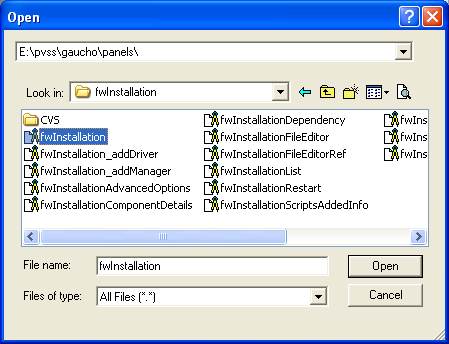 Open
E:\pvss\gaucho\panels\
Look in: fwInstallation
CVS
fwInstallation
fwInstallation_addDriver
fwInstallation_addManager
fwInstallationAdvancedOptions
fwInstallationComponentDetails
fwInstallationDependency
fwInstallationFileEditor
fwInstallationFileEditorRef
fwInstallationList
fwInstallationRestart
fwInstallationScriptsAddedInfo
fwIns
fwIns
fwIns
File name: fwInstallation
Open
Files of type: All Files (*.*)
Cancel